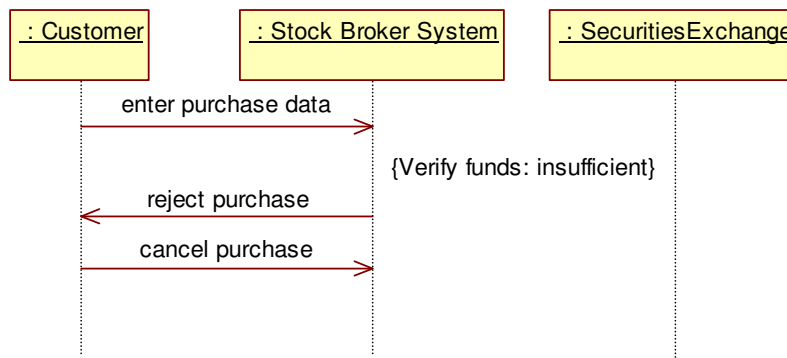 : Customer
: Stock Broker System
: SecuritiesExchange
enter purchase data
{Verify funds: insufficient}
reject purchase
cancel purchase